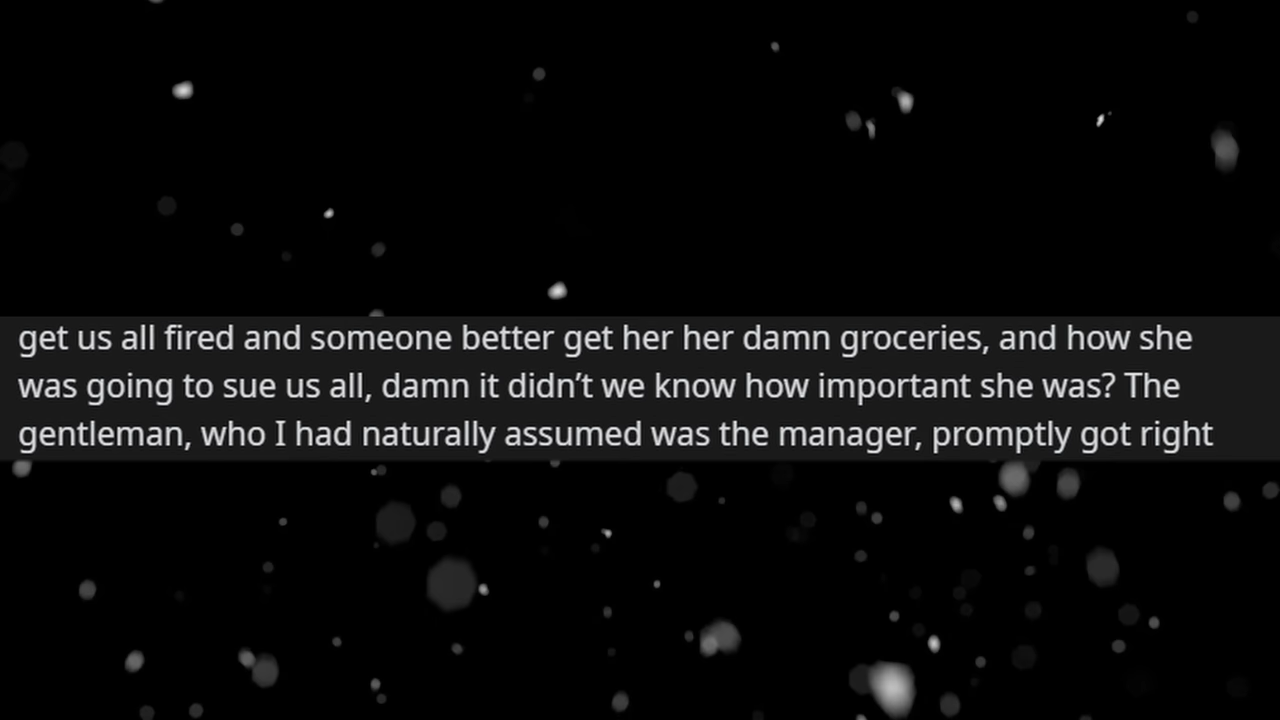 get us all fired and someone better get her her damn groceries, and how she
was going to sue us all, damn it didn’t we know how important she was? The
gentleman, who I had naturally assumed was the manager, promptly got right